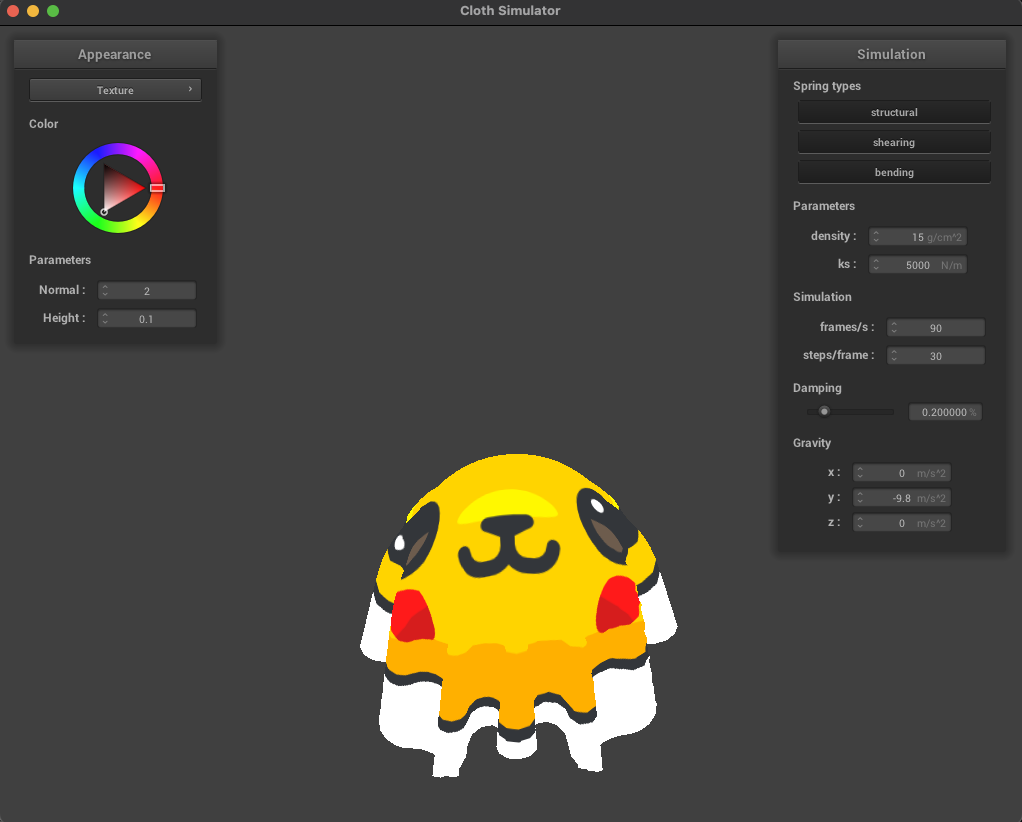 Cloth Simulator
Appearance
Texture
Color
Parameters
Normal : 2
Height : 0.1
Simulation
Spring types
structural
shearing
bending
Parameters
density : 15 g/cm^2
ks : 5000 N/m
Simulation
frames/s : 90
steps/frame : 30
Damping
0.200000 %
Gravity
x : 0 m/s^2
y : -9.8 m/s^2
z : 0 m/s^2